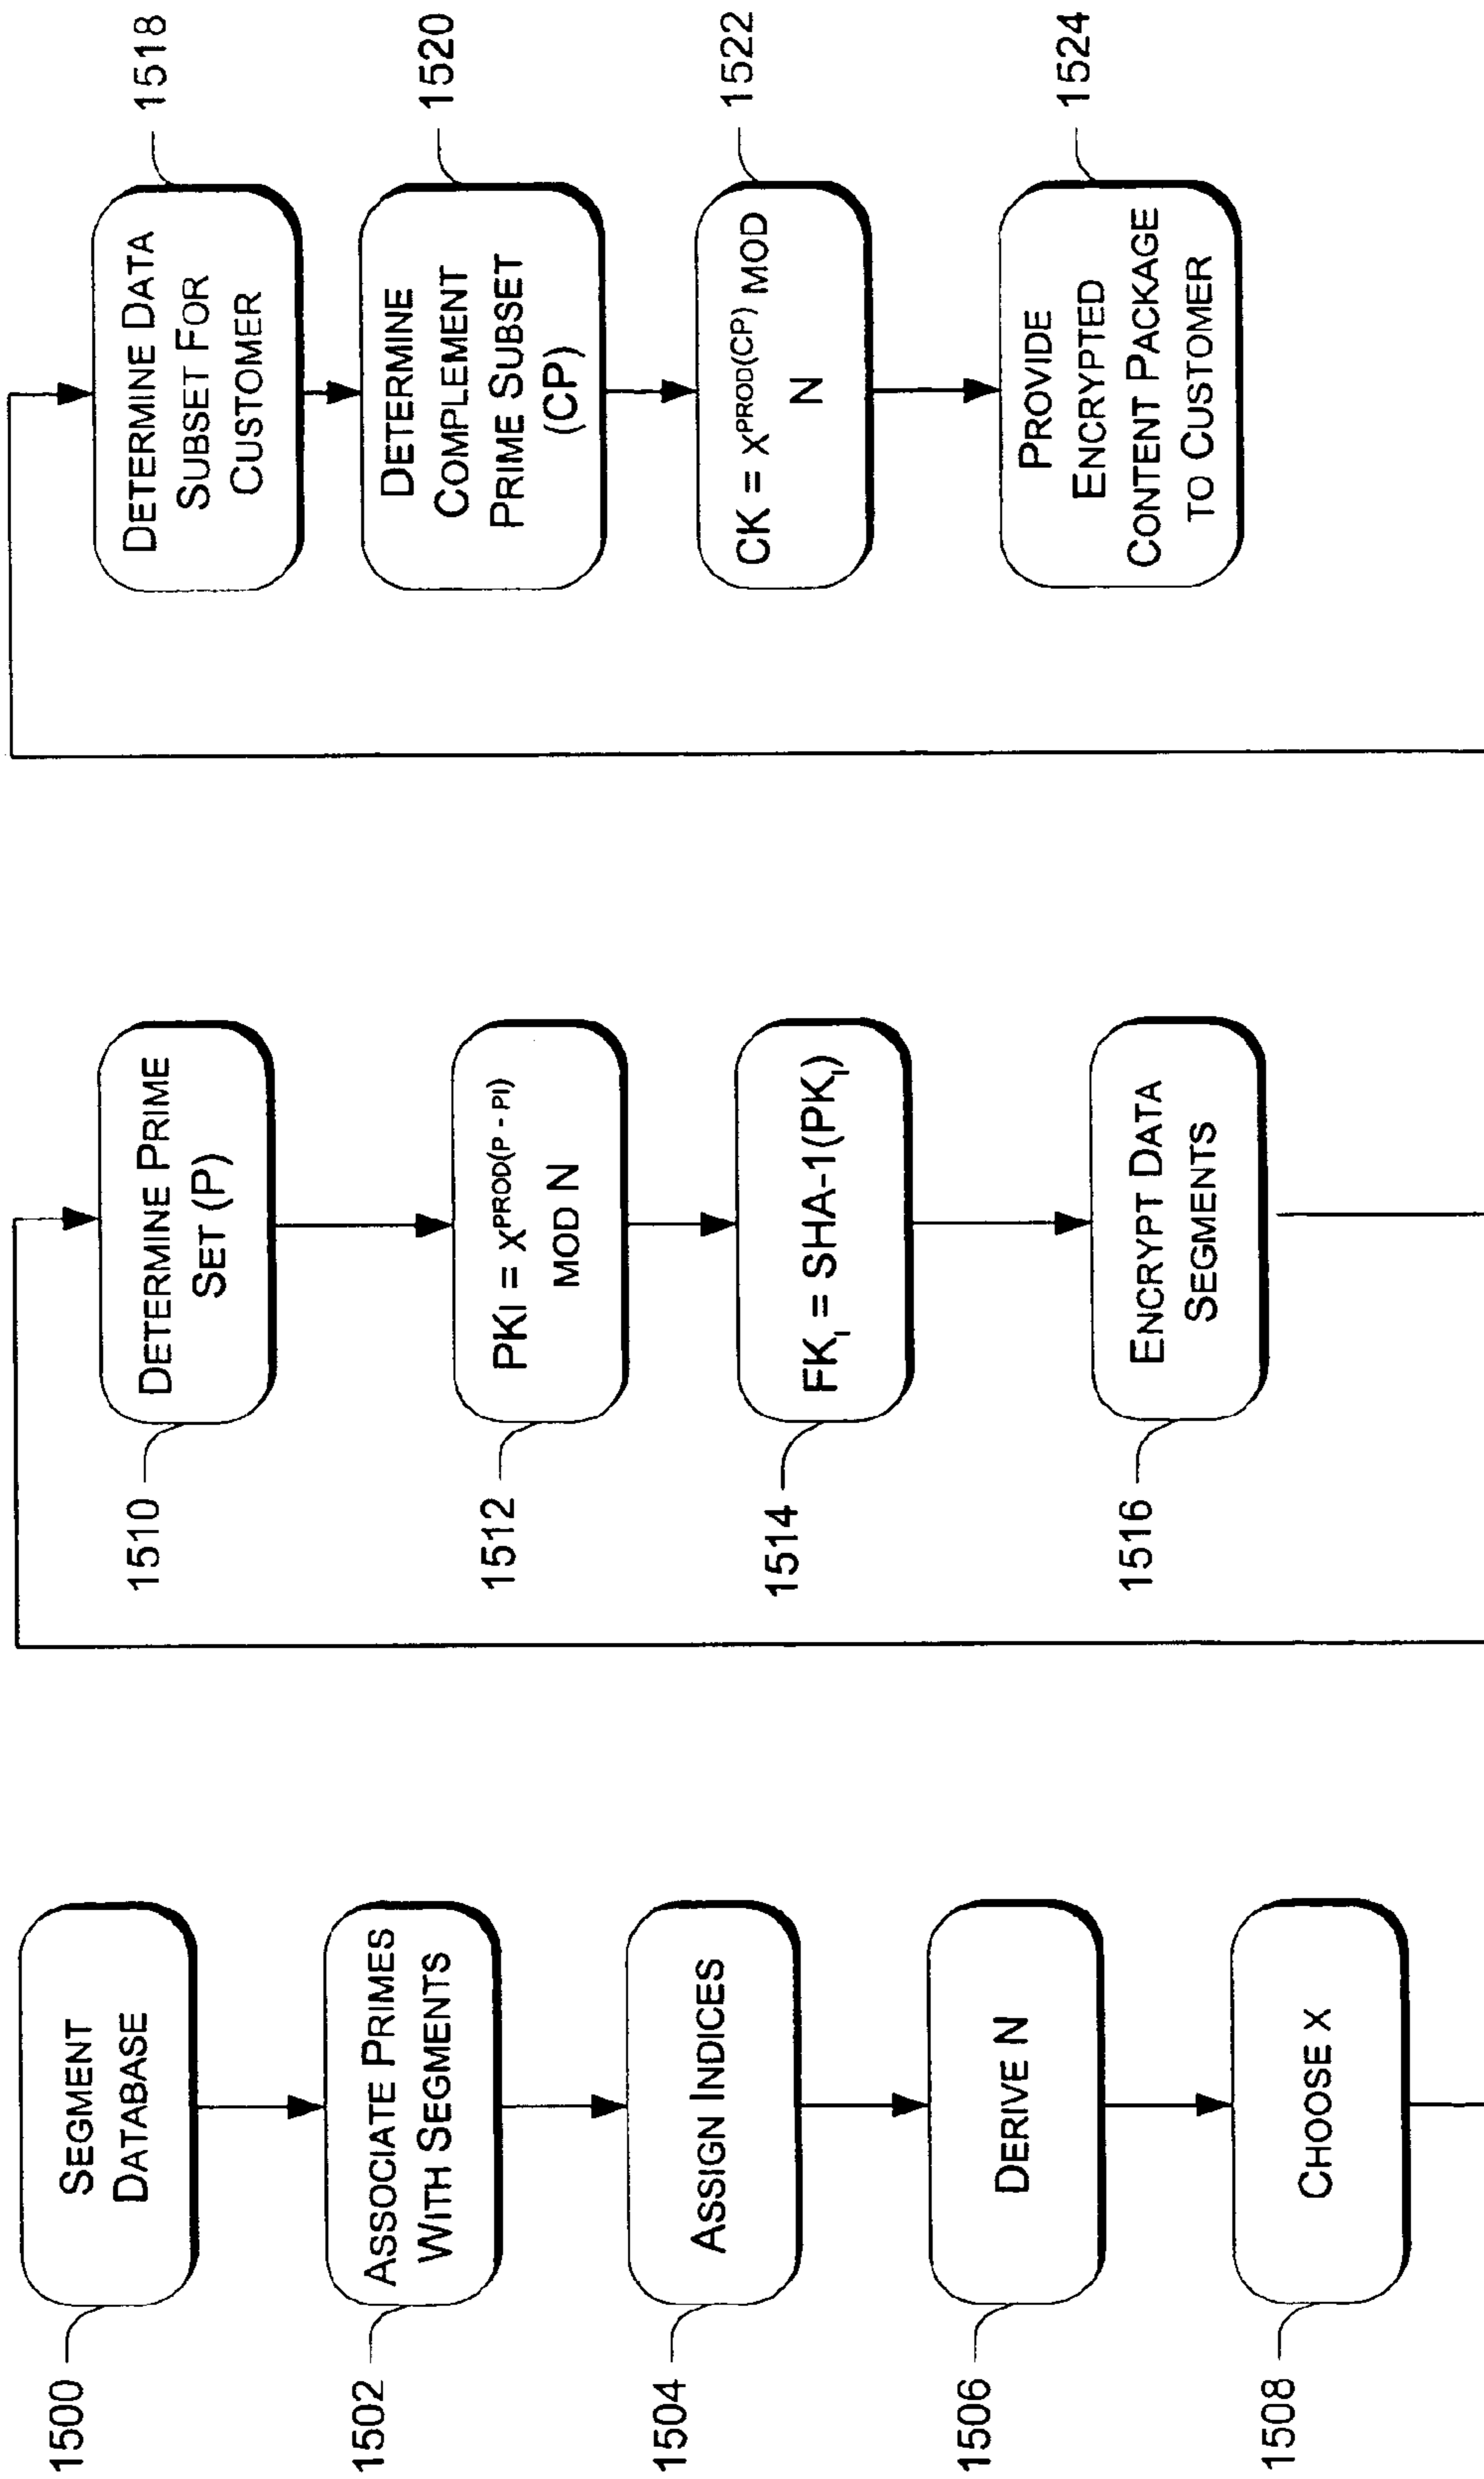 1500
SEGMENT
DATABASE
1502
ASSOCIATE PRIMES
WITH SEGMENTS
1504
ASSIGN INDICES
1506
DERIVE N
1508
CHOOSE X
1510
DETERMINE PRIME
SET (P)
1512
PKI = X^PROD(P - PI)
MOD N
1514
FK_I = SHA-1(PK_I)
1516
ENCRYPT DATA
SEGMENTS
1518
DETERMINE DATA
SUBSET FOR
CUSTOMER
1520
DETERMINE
COMPLEMENT
PRIME SUBSET
(CP)
1522
CK = X^PROD(CP) MOD
N
1524
PROVIDE
ENCRYPTED
CONTENT PACKAGE
TO CUSTOMER